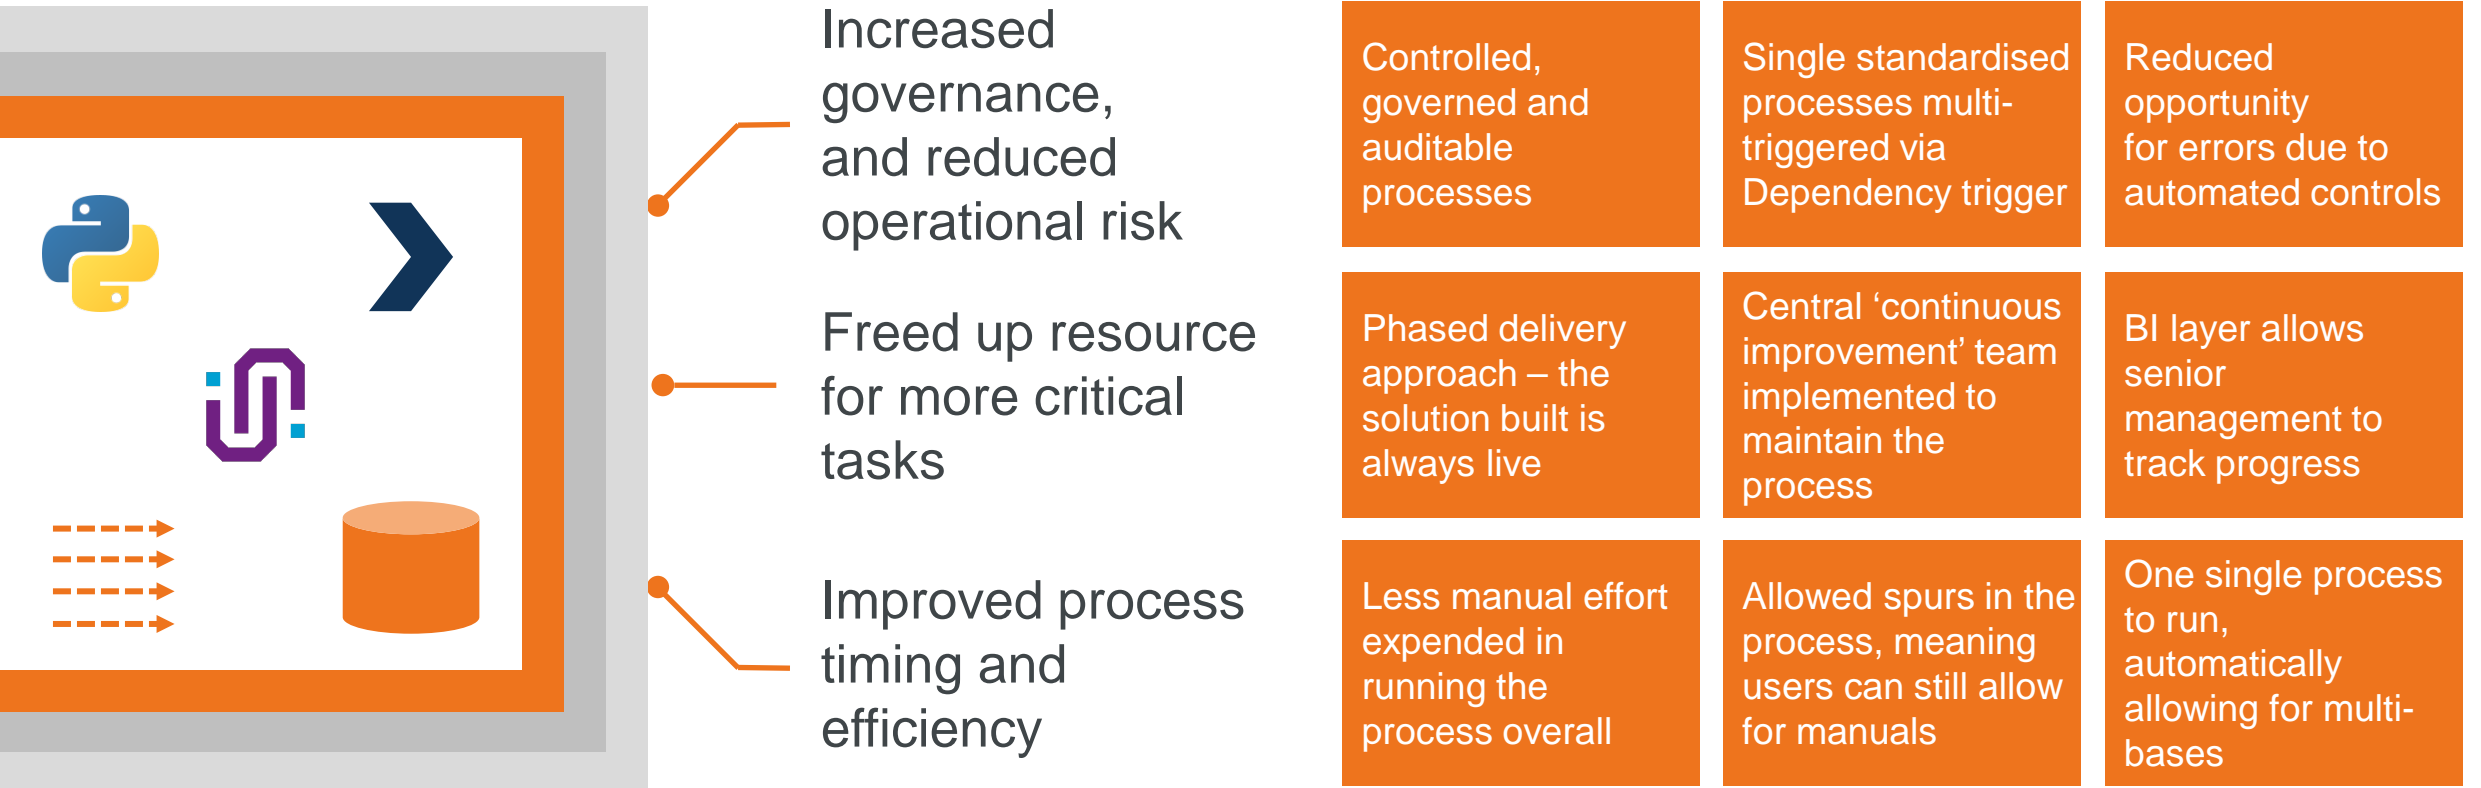 Increased
governance,
and reduced
operational risk
Freed up resource
for more critical
tasks
Improved process
timing and
efficiency
Controlled,
governed and
auditable
processes
Single standardised
processes multi-
triggered via
Dependency trigger
Reduced
opportunity
for errors due to
automated controls
Phased delivery
approach – the
solution built is
always live
Central ‘continuous
improvement’ team
implemented to
maintain the
process
BI layer allows
senior
management to
track progress
Less manual effort
expended in
running the
process overall
Allowed spurs in the
process, meaning
users can still allow
for manuals
One single process
to run,
automatically
allowing for multi-
bases